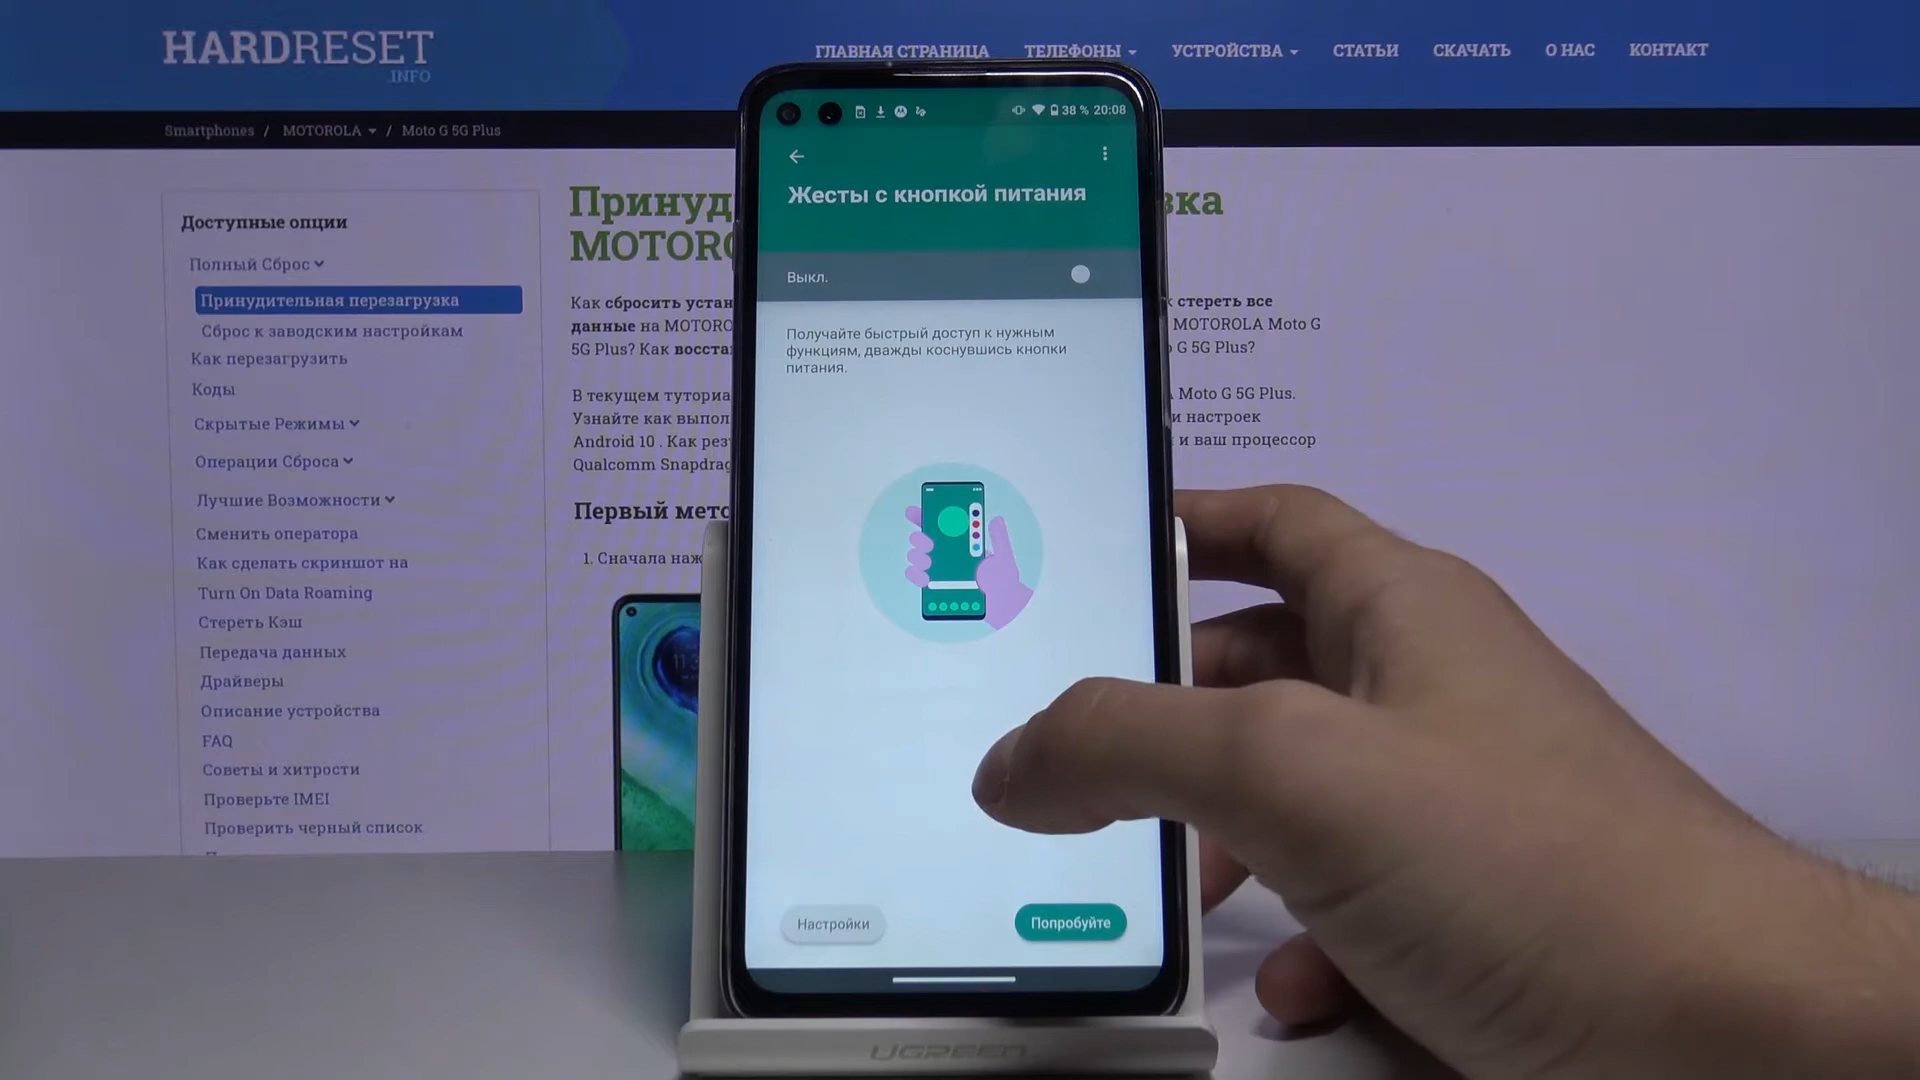 HARDRESET
.INFO
ГЛАВНАЯ СТРАНИЦА ТЕЛЕФОНЫ УСТРОЙСТВА СТАТЬИ СКАЧАТЬ О НАС КОНТАКТ
Smartphones / MOTOROLA / Moto G 5G Plus
Доступные опции
Полный Сброс
Принудительная перезагрузка
Сброс к заводским настройкам
Как перезагрузить
Коды
Скрытые Режимы
Операции Сброса
Лучшие Возможности
Сменить оператора
Как сделать скриншот на
Turn On Data Roaming
Стереть Кэш
Передача данных
Драйверы
Описание устройства
FAQ
Советы и хитрости
Проверьте IMEI
Проверить черный список
Принуд
зка
MOTORO
Как сбросить устан
к стереть все
данные на MOTORO
MOTOROLA Moto G
5G Plus? Как восста
G 5G Plus?
В текущем туториа
Moto G 5G Plus.
Узнайте как выпол
и настроек
Android 10 . Как рез
и ваш процессор
Qualcomm Snapdrag
Первый мето
1. Сначала наж
38 % 20:08
Жесты с кнопкой питания
Выкл.
Получайте быстрый доступ к нужным
функциям, дважды коснувшись кнопки
питания.
Настройки
Попробуйте
UGREEN